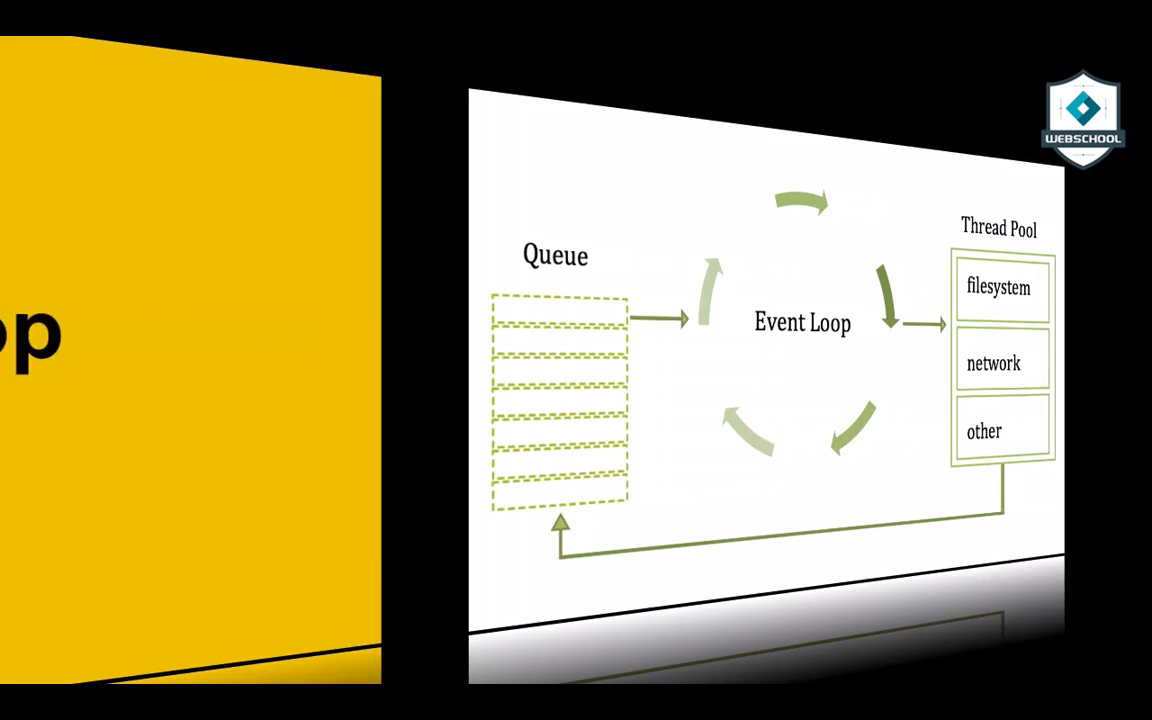 op
WEBSCHOOL
Thread Pool
Queue
filesystem
Event Loop
network
other